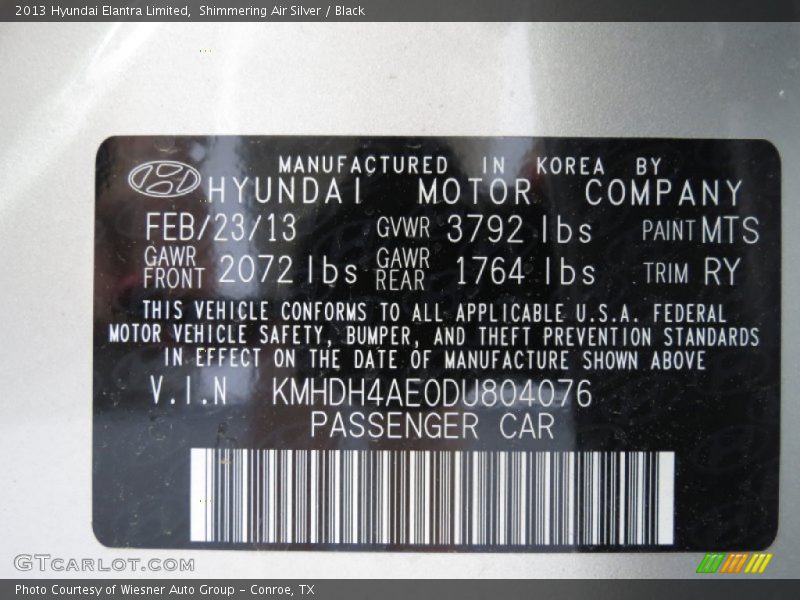 2013 Hyundai Elantra Limited, Shimmering Air Silver / Black
MANUFACTURED IN KOREA BY
HYUNDAI MOTOR COMPANY
FEB/23/13 GVWR 3792 lbs PAINT MTS
GAWR FRONT 2072 lbs GAWR REAR 1764 lbs TRIM RY
THIS VEHICLE CONFORMS TO ALL APPLICABLE U.S.A. FEDERAL
MOTOR VEHICLE SAFETY, BUMPER, AND THEFT PREVENTION STANDARDS
IN EFFECT ON THE DATE OF MANUFACTURE SHOWN ABOVE
V.I.N KMHDH4AE0DU804076
PASSENGER CAR
GTCARLOT.COM
Photo Courtesy of Wiesner Auto Group - Conroe, TX